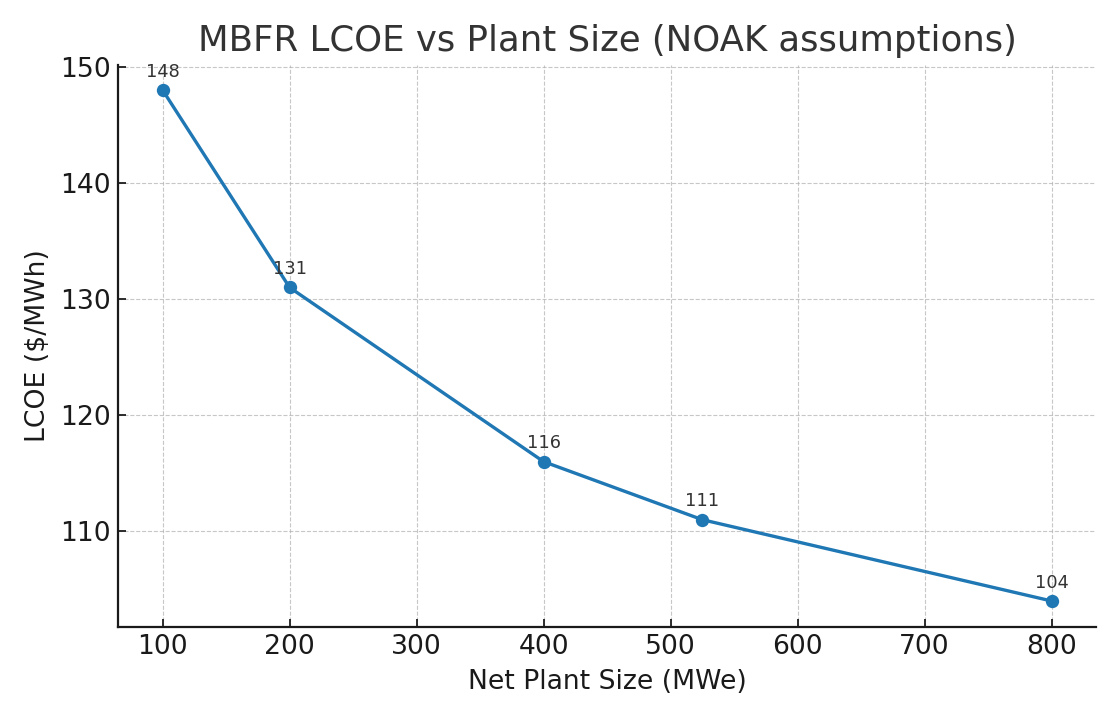 MBFR LCOE vs Plant Size (NOAK assumptions)
LCOE ($/MWh)
150
140
130
120
110
148
131
116
111
104
100 200 300 400 500 600 700 800
Net Plant Size (MWe)